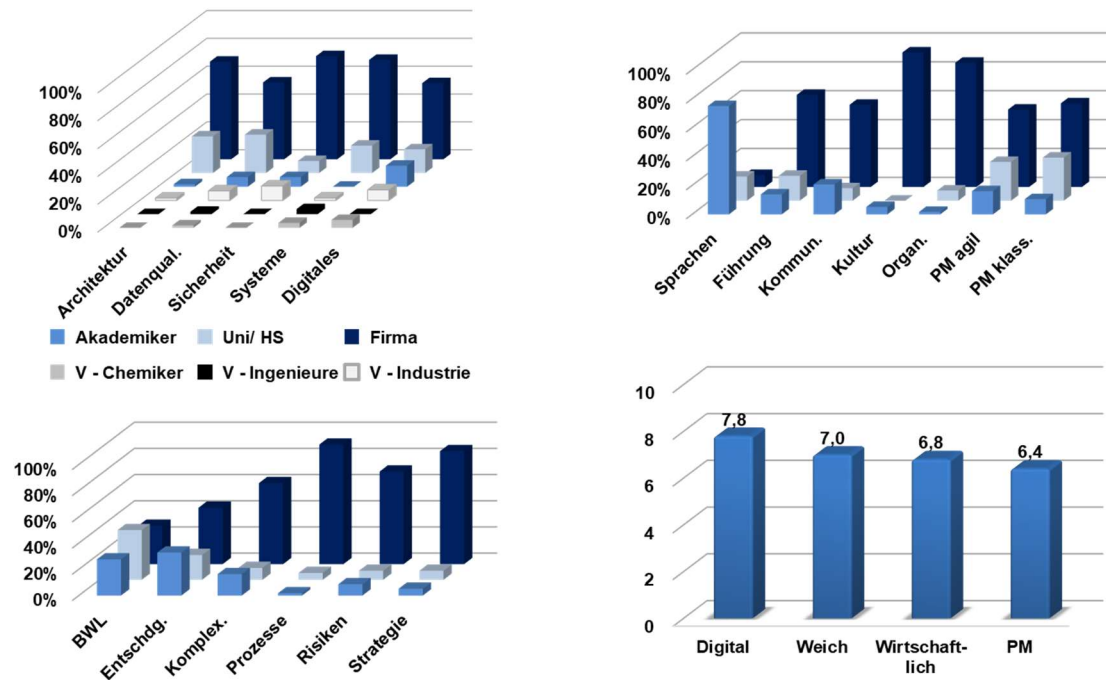 100%
80%
60%
40%
20%
0%
Architektur
Datenqual.
Sicherheit
Systeme
Digitales
100%
80%
60%
40%
20%
0%
Sprachen
Führung
Kommun.
Kultur
Organ.
PM agil
PM klass.
Akademiker Uni/ HS Firma
V - Chemiker V - Ingenieure V - Industrie
100%
80%
60%
40%
20%
0%
BWL
Entschdg.
Komplex.
Prozesse
Risiken
Strategie
10
8
6
4
2
0
7,8
7,0
6,8
6,4
Digital Weich Wirtschaft- PM
lich